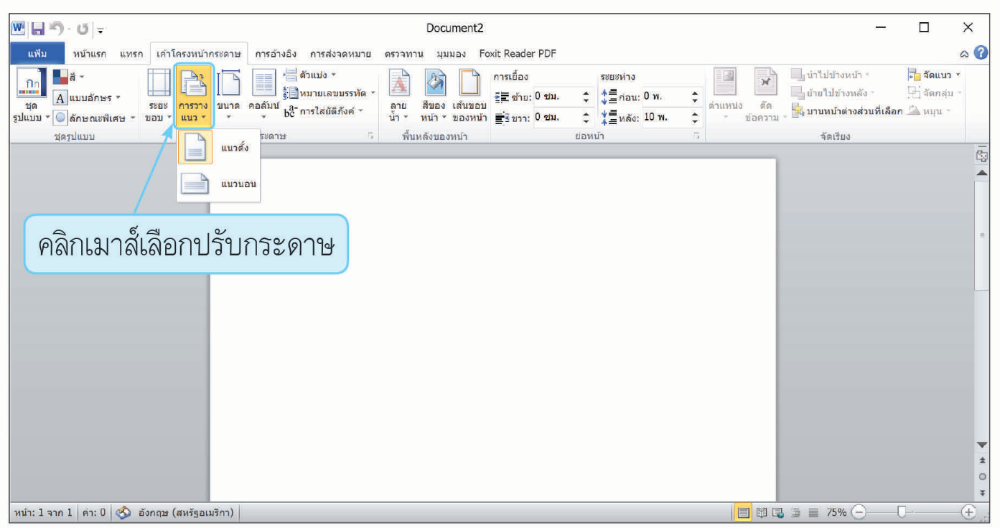 Document2
แฟ้ม หน้าแรก แทรก เค้าโครงหน้ากระดาษ การอ้างอิง การส่งจดหมาย ตรวจทาน มุมมอง Foxit Reader PDF
ชุด
รูปแบบ
สี
แบบอักษร
ลักษณะพิเศษ
ชุดรูปแบบ
ระยะ
ขอบ
การวาง
แนว
ขนาด
คอลัมน์
ตัวแบ่ง
หมายเลขบรรทัด
การใส่ยัติภังค์
ระดาษ
ลาย
น้ำ
สีของ
หน้า
เส้นขอบ
ของหน้า
พื้นหลังของหน้า
การเยื้อง
ซ้าย: 0 ซม.
ขวา: 0 ซม.
ระยะห่าง
ก่อน: 0 พ.
หลัง: 10 พ.
ย่อหน้า
ตำแหน่ง
ตัด
ข้อความ
นำไปข้างหน้า
ย้ายไปข้างหลัง
บานหน้าต่างส่วนที่เลือก
จัดแนว
จัดกลุ่ม
หมุน
จัดเรียง
แนวตั้ง
แนวนอน
คลิกเมาส์เลือกปรับกระดาษ
หน้า: 1 จาก 1 คำ: 0 อังกฤษ (สหรัฐอเมริกา) 75%